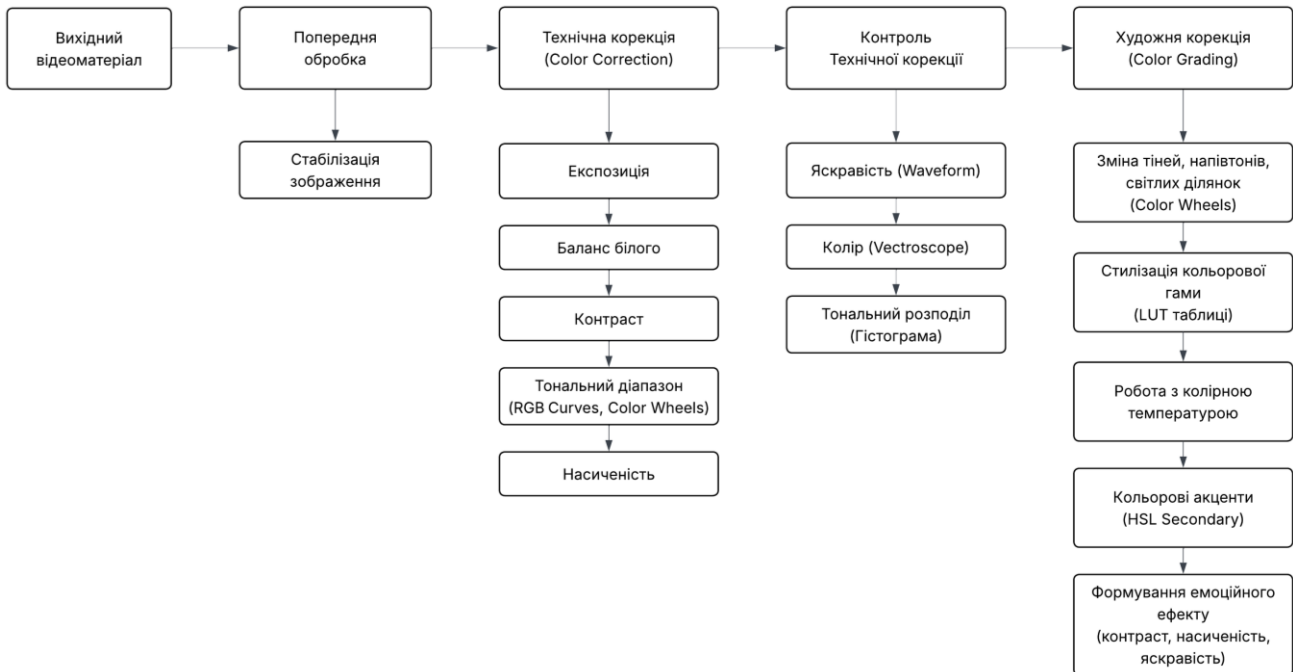 Вихідний
відеоматеріал
Попередня
обробка
Технічна корекція
(Color Correction)
Контроль
Технічної корекції
Художня корекція
(Color Grading)
Стабілізація
зображення
Експозиція
Баланс білого
Контраст
Тональний діапазон
(RGB Curves, Color Wheels)
Насиченість
Яскравість (Waveform)
Колір (Vectroscope)
Тональний розподіл
(Гістограма)
Зміна тіней, напівтонів,
світлих ділянок
(Color Wheels)
Стилізація кольорової
гами
(LUT таблиці)
Робота з колірною
температурою
Кольорові акценти
(HSL Secondary)
Формування емоційного
ефекту
(контраст, насиченість,
яскравість)